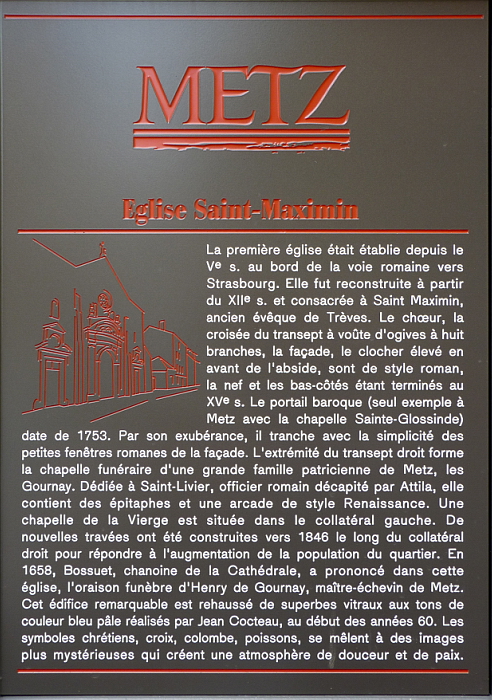 METZ
Eglise Saint-Maximin
La première église était établie depuis le
Vᵉ s. au bord de la voie romaine vers
Strasbourg. Elle fut reconstruite à partir
du XIIᵉ s. et consacrée à Saint Maximin,
ancien évêque de Trèves. Le chœur, la
croisée du transept à voûte d'ogives à huit
branches, la façade, le clocher élevé en
avant de l'abside, sont de style roman,
la nef et les bas-côtés étant terminés au
XVᵉ s. Le portail baroque (seul exemple à
Metz avec la chapelle Sainte-Glossinde)
date de 1753. Par son exubérance, il tranche avec la simplicité des
petites fenêtres romanes de la façade. L'extrémité du transept droit forme
la chapelle funéraire d'une grande famille patricienne de Metz, les
Gournay. Dédiée à Saint-Livier, officier romain décapité par Attila, elle
contient des épitaphes et une arcade de style Renaissance. Une
chapelle de la Vierge est située dans le collatéral gauche. De
nouvelles travées ont été construites vers 1846 le long du collatéral
droit pour répondre à l'augmentation de la population du quartier. En
1658, Bossuet, chanoine de la Cathédrale, a prononcé dans cette
église, l'oraison funèbre d'Henry de Gournay, maître-échevin de Metz.
Cet édifice remarquable est rehaussé de superbes vitraux aux tons de
couleur bleu pâle réalisés par Jean Cocteau, au début des années 60. Les
symboles chrétiens, croix, colombe, poissons, se mêlent à des images
plus mystérieuses qui créent une atmosphère de douceur et de paix.